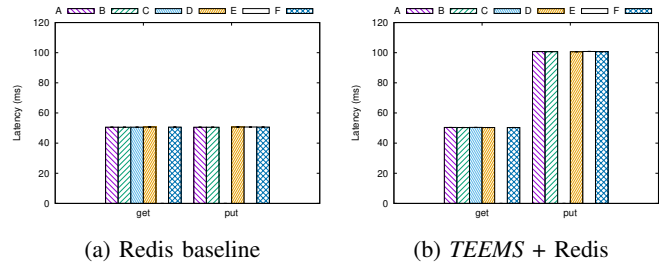 A B C D E F
120
100
80
60
40
20
0
Latency (ms)
get put
(a) Redis baseline
A B C D E F
120
100
80
60
40
20
0
Latency (ms)
get put
(b) TEEMS + Redis